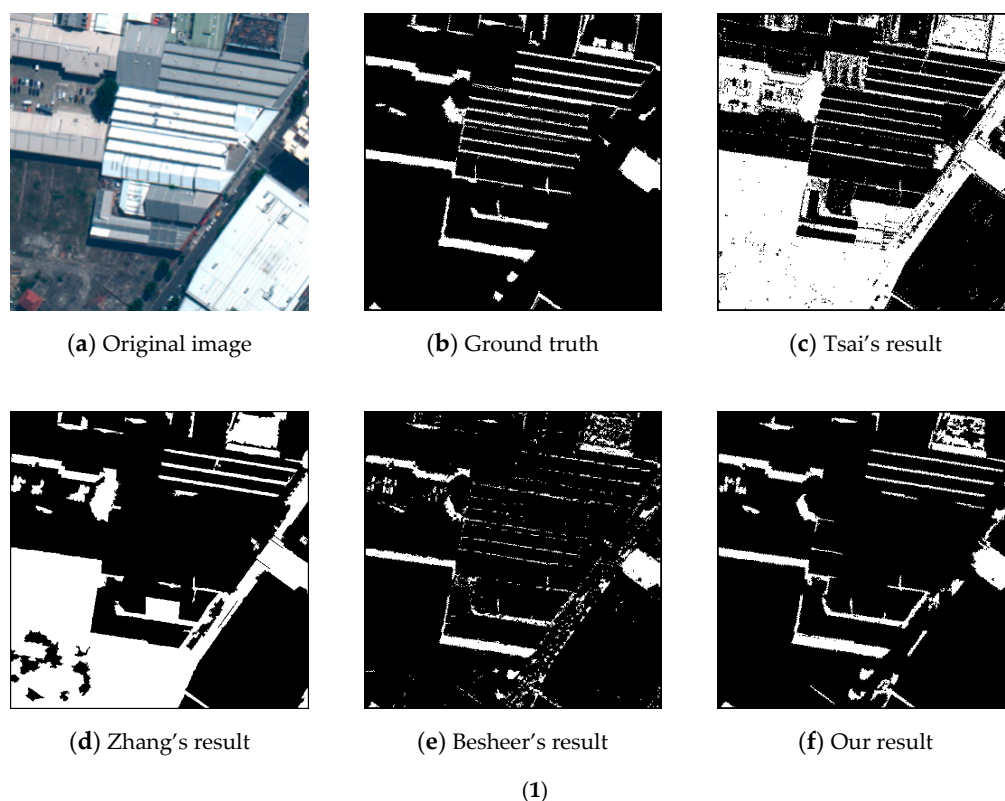 (a) Original image
(b) Ground truth
(c) Tsai’s result
(d) Zhang’s result
(e) Besheer’s result
(f) Our result
(1)